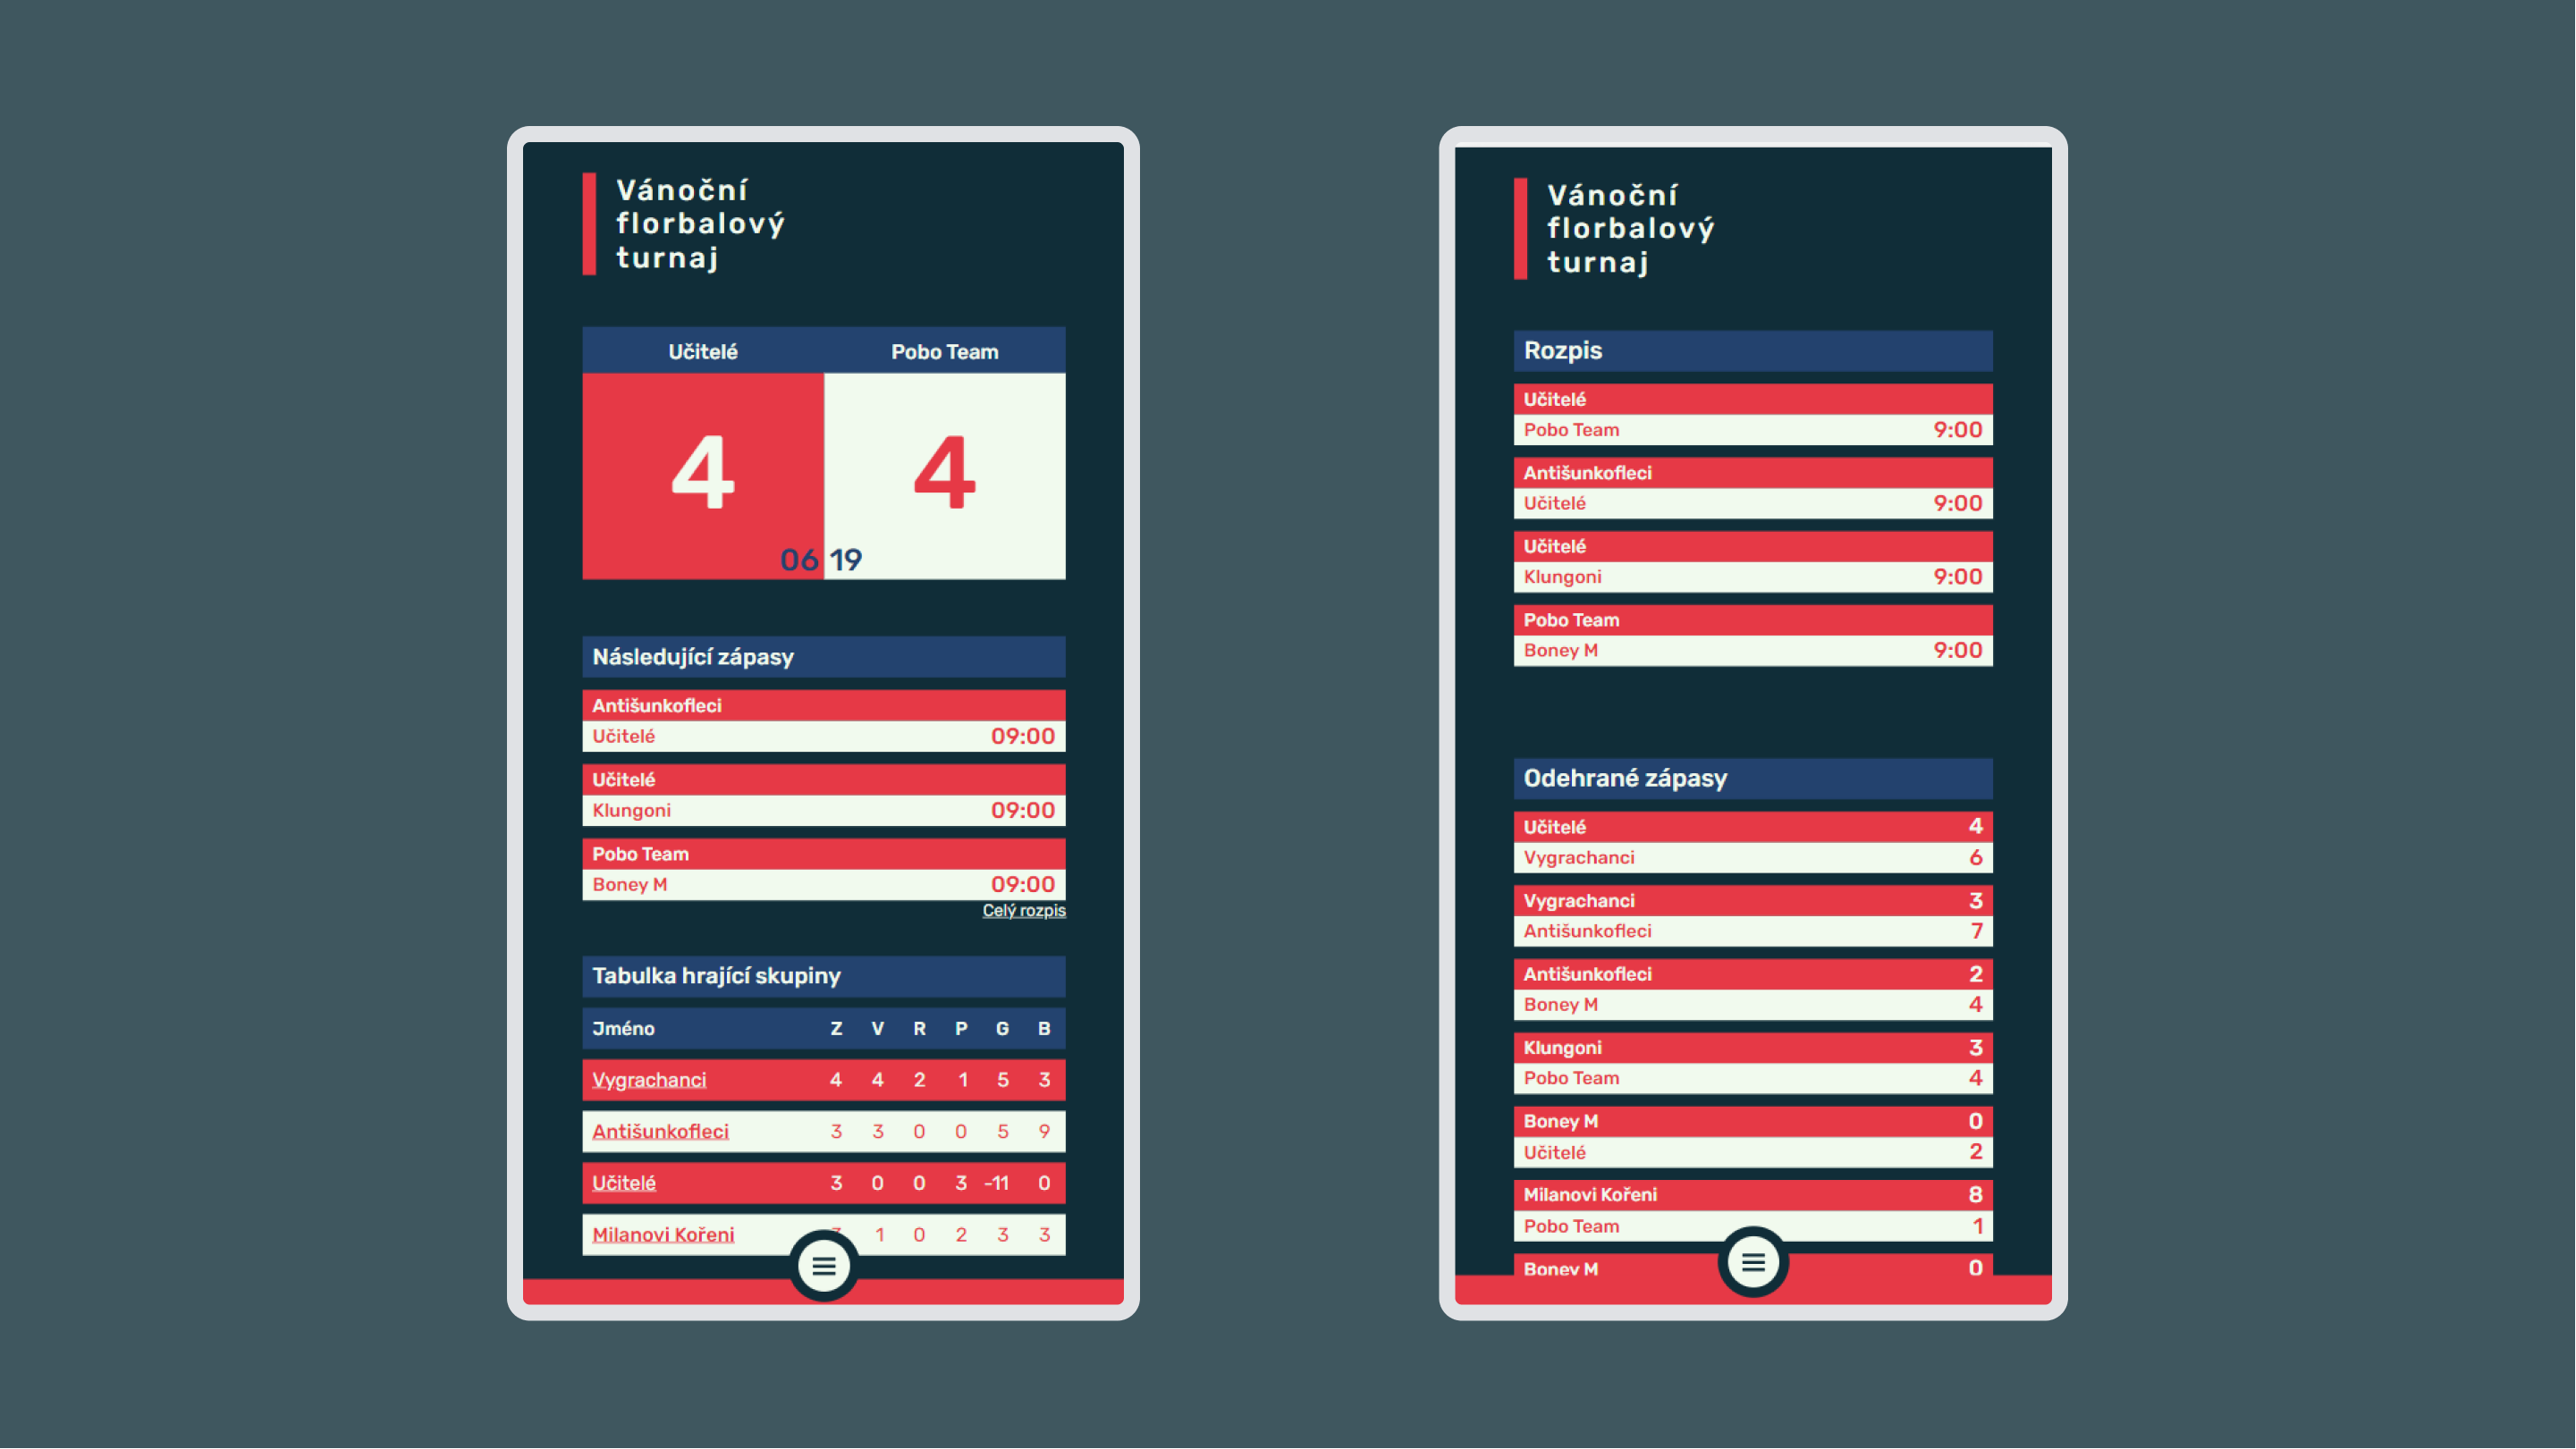 Vánoční
florbalový
turnaj
Učitelé Pobo Team
4 4
06 19
Následující zápasy
Antišunkofleci
Učitelé 09:00
Učitelé
Klungoni 09:00
Pobo Team
Boney M 09:00
Celý rozpis
Tabulka hrající skupiny
Jméno Z V R P G B
Vygrachanci 4 4 2 1 5 3
Antišunkofleci 3 3 0 0 5 9
Učitelé 3 0 0 3 -11 0
Milanovi Kořeni 1 0 2 3 3
Vánoční
florbalový
turnaj
Rozpis
Učitelé
Pobo Team 9:00
Antišunkofleci
Učitelé 9:00
Učitelé
Klungoni 9:00
Pobo Team
Boney M 9:00
Odehrané zápasy
Učitelé 4
Vygrachanci 6
Vygrachanci 3
Antišunkofleci 7
Antišunkofleci 2
Boney M 4
Klungoni 3
Pobo Team 4
Boney M 0
Učitelé 2
Milanovi Kořeni 8
Pobo Team 1
Boney M 0